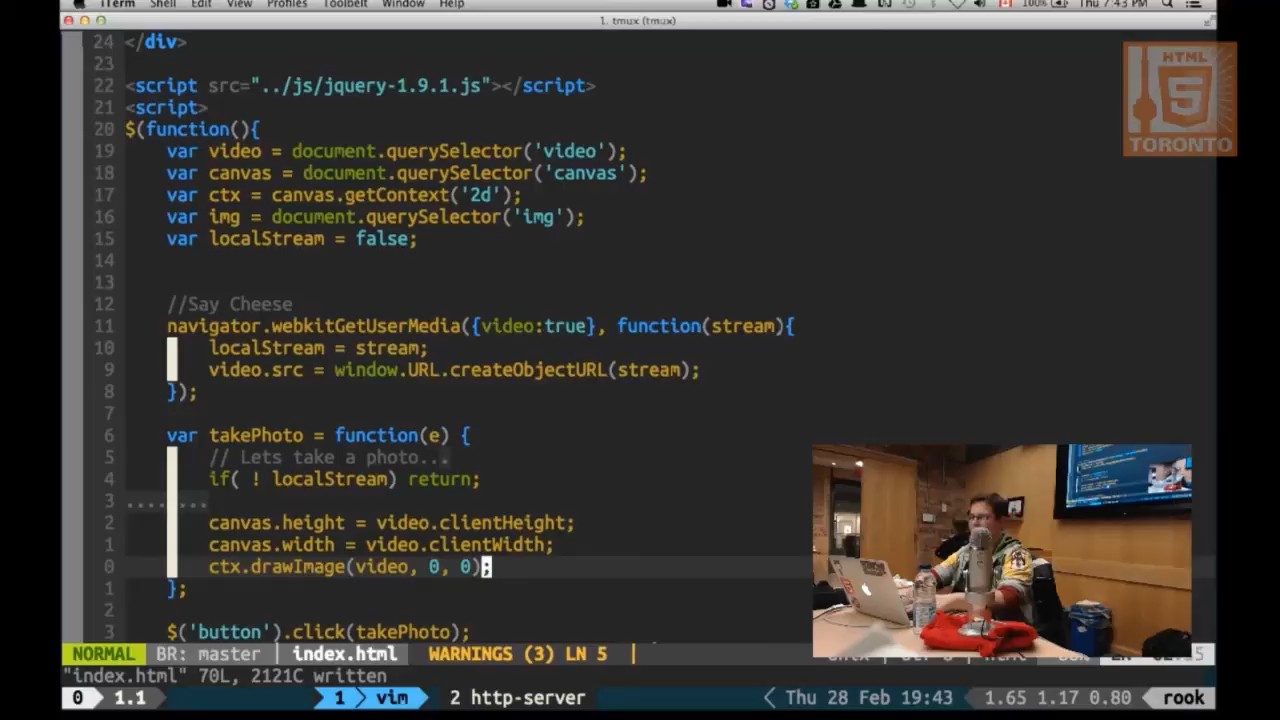 iTerm Shell Edit View Profiles Toolbelt Window Help 100% Thu 7:43 PM
1. tmux (tmux)
24 </div>
23
22 <script src="../js/jquery-1.9.1.js"></script>
21 <script>
20 $(function(){
19 var video = document.querySelector('video');
18 var canvas = document.querySelector('canvas');
17 var ctx = canvas.getContext('2d');
16 var img = document.querySelector('img');
15 var localStream = false;
14
13
12 //Say Cheese
11 navigator.webkitGetUserMedia({video:true}, function(stream){
10 localStream = stream;
9 video.src = window.URL.createObjectURL(stream);
8 });
7
6 var takePhoto = function(e) {
5 // Lets take a photo...
4 if( ! localStream) return;
3 ........
2 canvas.height = video.clientHeight;
1 canvas.width = video.clientWidth;
0 ctx.drawImage(video, 0, 0);
1 };
2
3 $('button').click(takePhoto);
NORMAL BR: master | index.html WARNINGS (3) LN 5
"index.html" 70L, 2121C written
0 1.1 1 vim 2 http-server Thu 28 Feb 19:43 1.65 1.17 0.80 rook
HTML
5
TORONTO